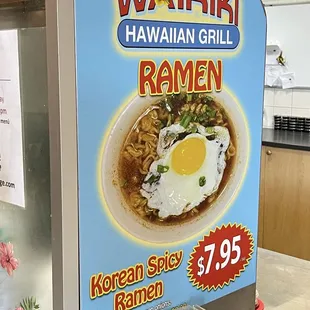 WAIKIKI
HAWAIIAN GRILL
RAMEN
Korean Spicy
Ramen
$7.95